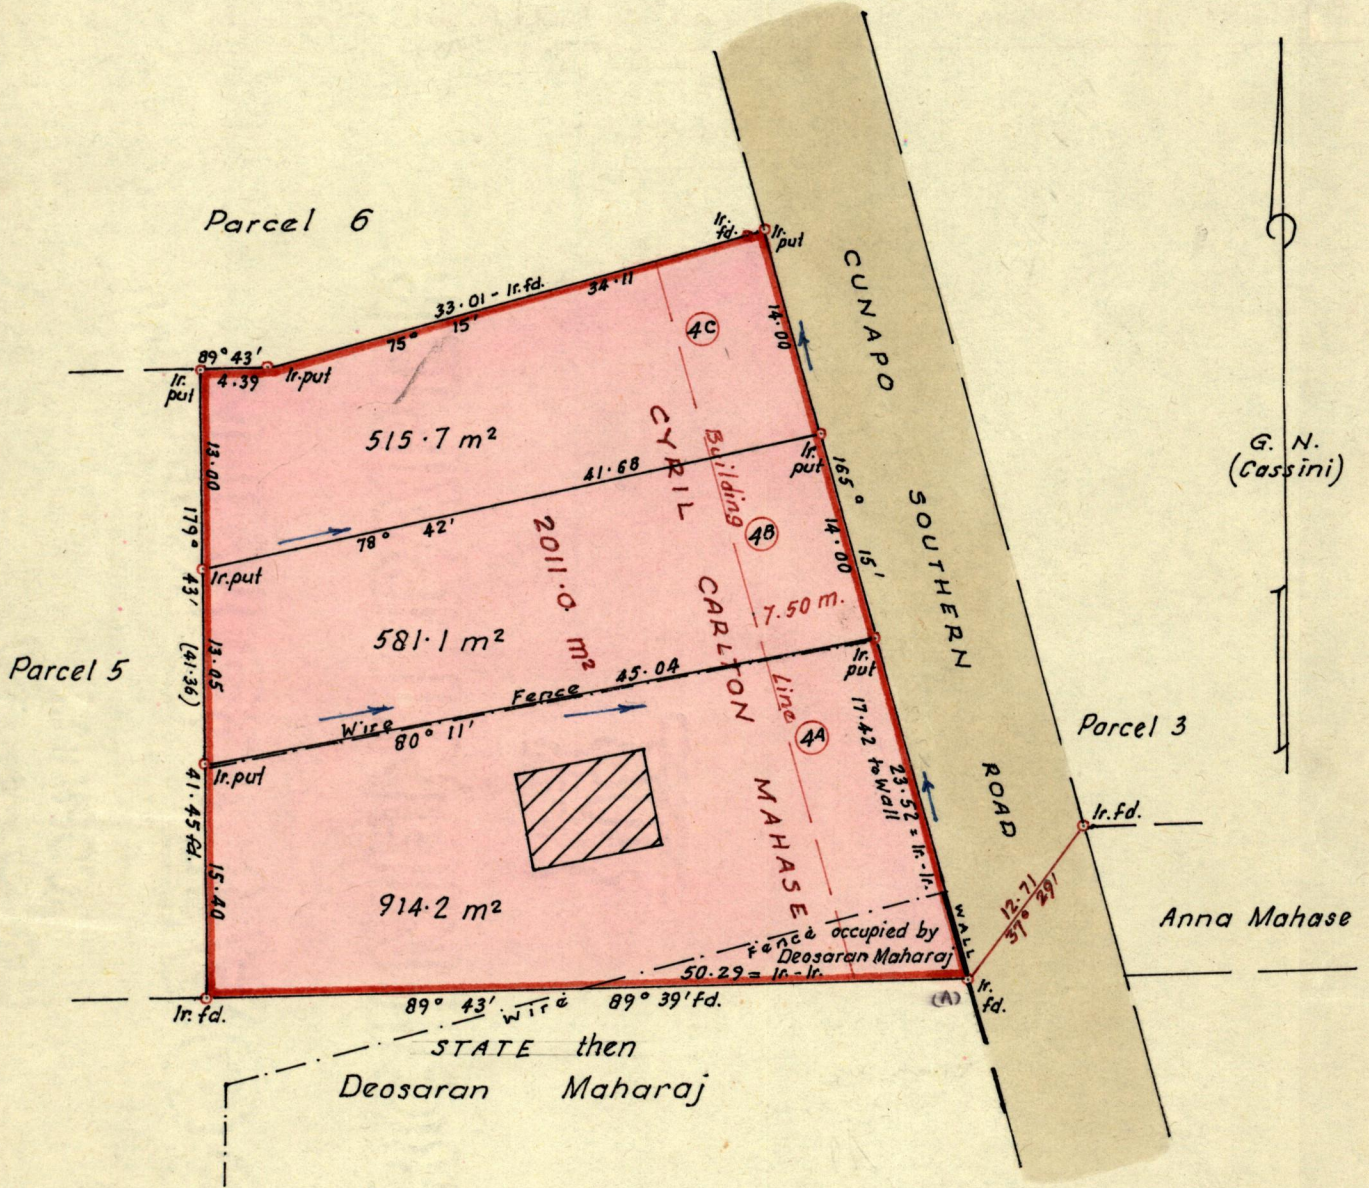 Parcel 6
Ir. fd.
Ir. put
33·01 - Ir.fd.
34·11
75° 15'
89° 43'
4·39
Ir. put
Ir.put
4C
14·00
CUNAPO SOUTHERN ROAD
G. N.
(Cassini)
515·7 m²
13·00
179° 43'
(41·36)
41·45 fd.
41·68
78° 42'
Ir. put
Ir.put
165° 15'
CYRIL CARLTON MAHASE
Building Line
4B
14·00
2011·0 m²
7·50 m.
581·1 m²
13·05
Parcel 5
45·04
Wire Fence
80° 11'
Ir. put
Ir.put
4A
17·42 to Wall
23·52 = Ir.-Ir.
Parcel 3
Ir. fd.
12·71
37° 29'
Anna Mahase
15·40
914·2 m²
WALL
occupied by
Deosaran Maharaj
50·29 = Ir-Ir.
Wire Fence
89° 43'
89° 39' fd.
(A)
Ir. fd.
Ir. fd.
STATE then
Deosaran Maharaj